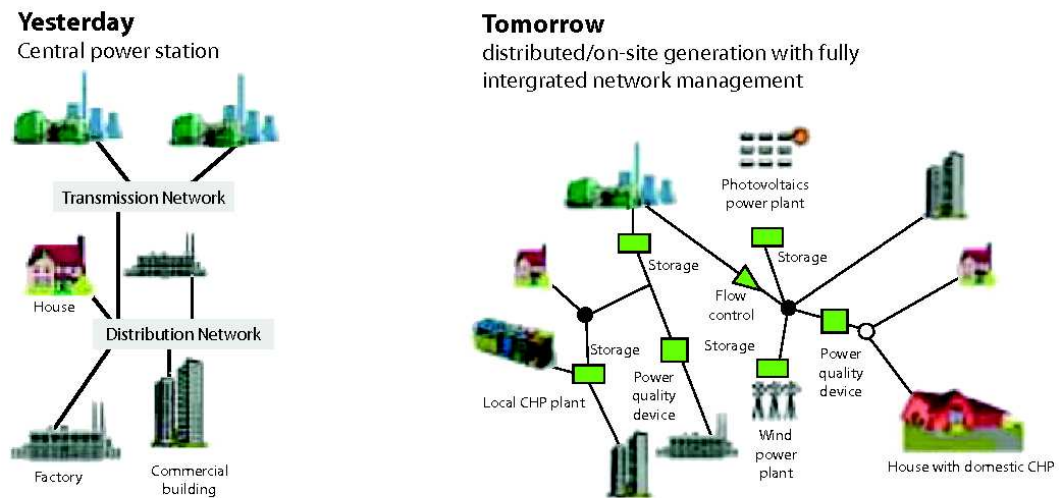 Yesterday
Central power station
Transmission Network
House
Distribution Network
Factory
Commercial
building
Tomorrow
distributed/on-site generation with fully
intergrated network management
Photovoltaics
power plant
Storage
Storage
Flow
control
Storage
Storage
Power
quality
device
Power
quality
device
Local CHP plant
Wind
power
plant
House with domestic CHP